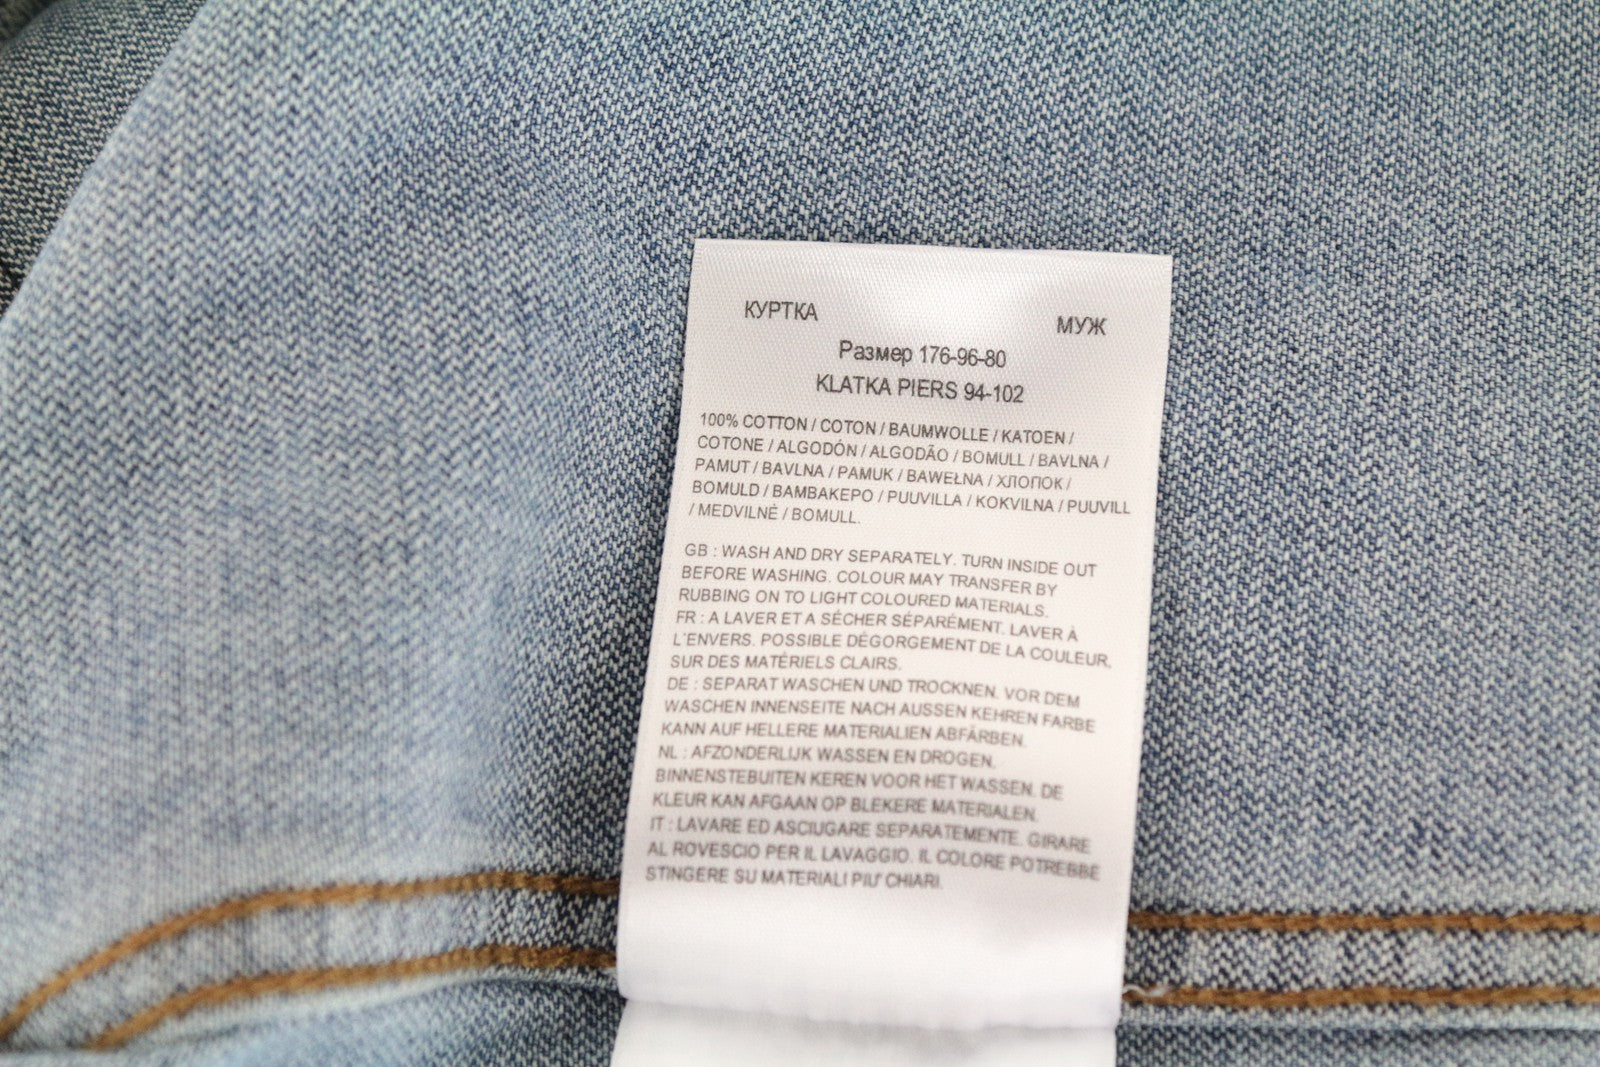 КУРТКА
МУЖ
Размер 176-96-80
KLATKA PIERS 94-102
100% COTTON / COTON / BAUMWOLLE / KATOEN /
COTONE / ALGODÓN / ALGODÃO / BOMULL / BAVLNA /
PAMUT / BAVLNA / PAMUK / BAWEŁNA / ХЛОПОК /
BOMULD / ΒΑΜΒΑΚΕΡΟ / PUUVILLA / KOKVILNA / PUUVILL
/ MEDVILNĖ / BOMULL.
GB : WASH AND DRY SEPARATELY. TURN INSIDE OUT
BEFORE WASHING. COLOUR MAY TRANSFER BY
RUBBING ON TO LIGHT COLOURED MATERIALS.
FR : A LAVER ET A SÉCHER SÉPARÉMENT. LAVER À
L´ENVERS. POSSIBLE DÉGORGEMENT DE LA COULEUR,
SUR DES MATÉRIELS CLAIRS.
DE : SEPARAT WASCHEN UND TROCKNEN. VOR DEM
WASCHEN INNENSEITE NACH AUSSEN KEHREN FARBE
KANN AUF HELLERE MATERIALIEN ABFÄRBEN.
NL : AFZONDERLIJK WASSEN EN DROGEN.
BINNENSTEBUITEN KEREN VOOR HET WASSEN. DE
KLEUR KAN AFGAAN OP BLEKERE MATERIALEN.
IT : LAVARE ED ASCIUGARE SEPARATEMENTE. GIRARE
AL ROVESCIO PER IL LAVAGGIO. IL COLORE POTREBBE
STINGERE SU MATERIALI PIU' CHIARI.